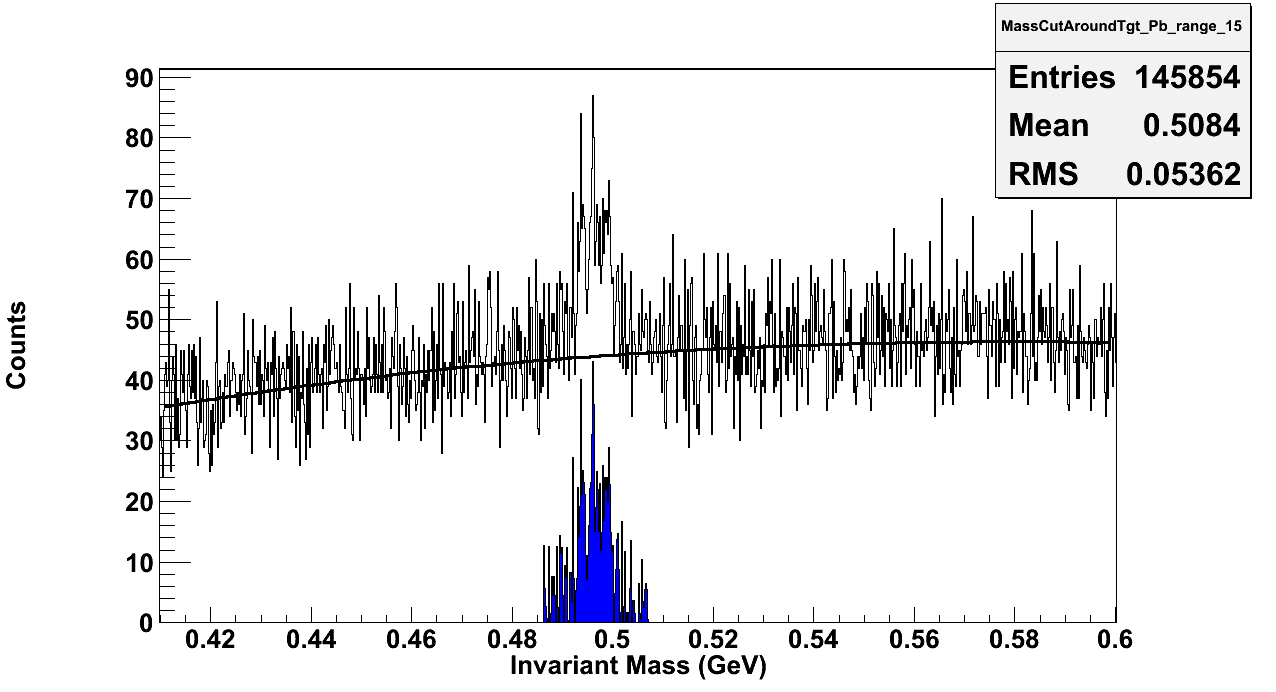 MassCutAroundTgt_Pb_range_15
Entries 145854
Mean 0.5084
RMS 0.05362
90
80
70
60
50
40
30
20
10
0
Counts
0.42 0.44 0.46 0.48 0.5 0.52 0.54 0.56 0.58 0.6
Invariant Mass (GeV)